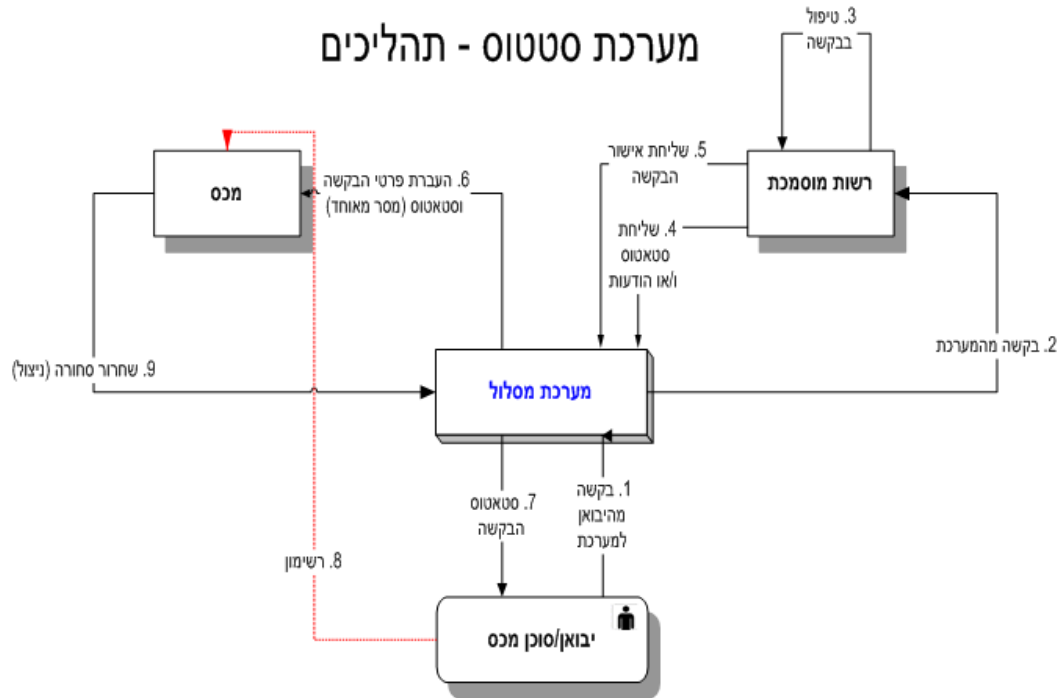 מערכת סטטוס - תהליכים
3. טיפול
בבקשה
רשות מוסמכת
5. שליחת אישור
הבקשה
4. שליחת
סטאטוס
ו/או הודעות
6. העברת פרטי הבקשה
וסטאטוס (מסר מאוחד)
מכס
2. בקשה מהמערכת
מערכת מסלול
9. שחרור סחורה (ניצול)
1. בקשה
מהיבואן
למערכת
7. סטאטוס
הבקשה
8. רשימון
יבואן/סוכן מכס